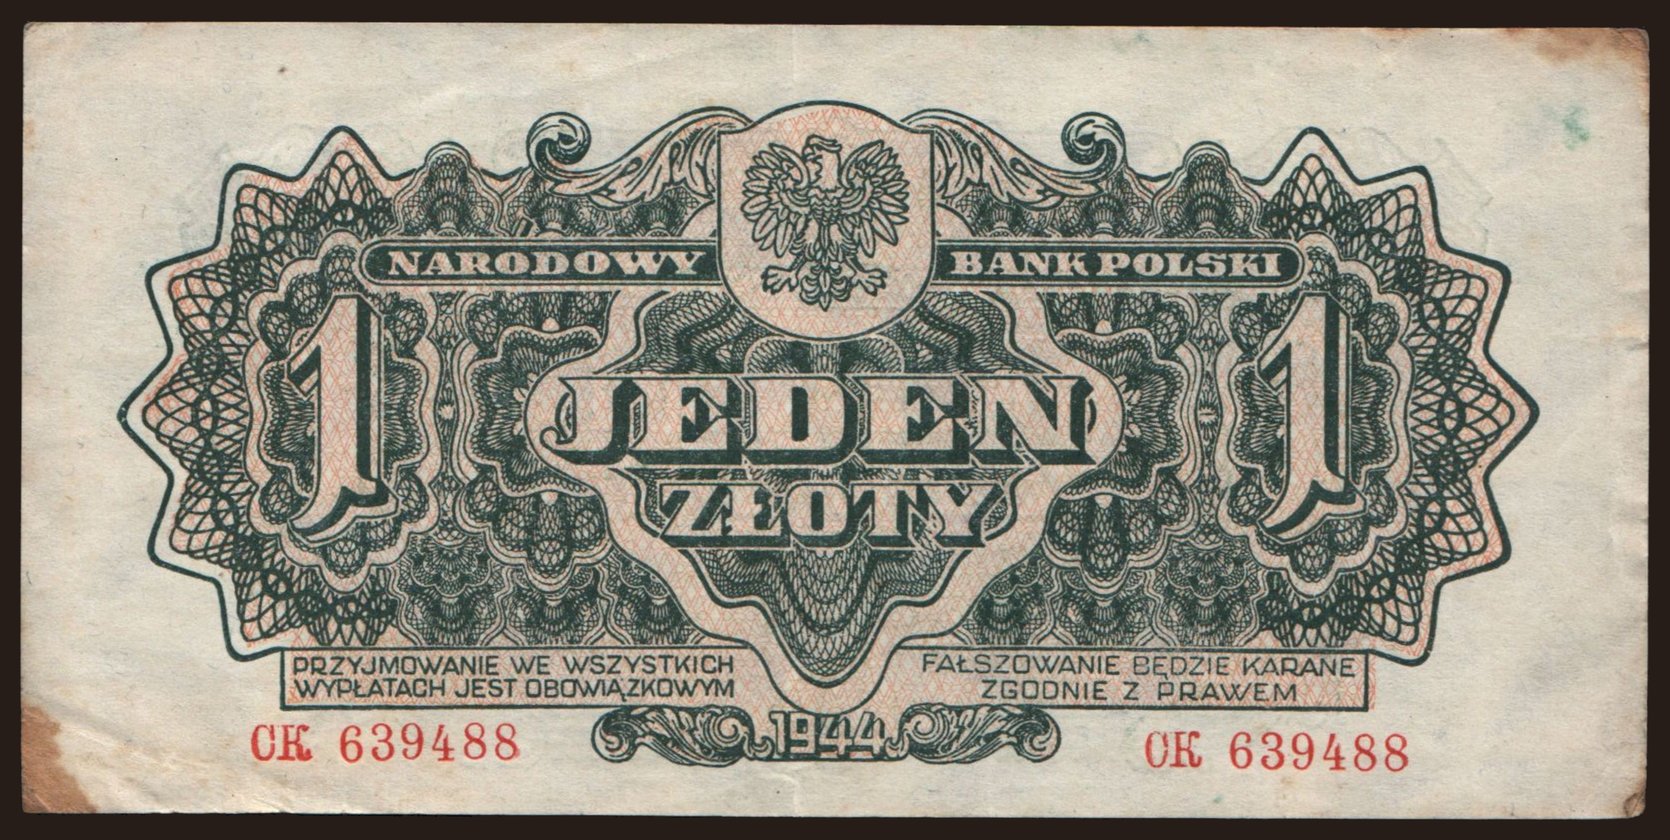 NARODOWY BANK POLSKI
1 1
JEDEN
ZŁOTY
PRZYJMOWANIE WE WSZYSTKICH
WYPŁATACH JEST OBOWIĄZKOWYM
FAŁSZOWANIE BĘDZIE KARANE
ZGODNIE Z PRAWEM
1944
СК 639488
СК 639488